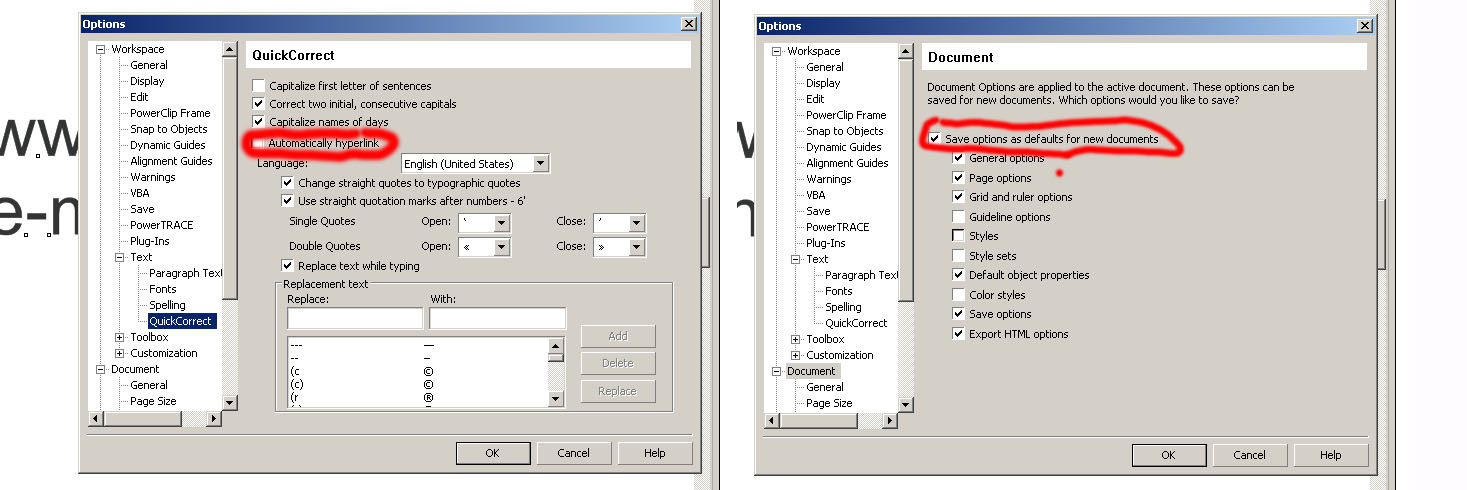 Options
Workspace
General
Display
Edit
PowerClip Frame
Snap to Objects
Dynamic Guides
Alignment Guides
Warnings
VBA
Save
PowerTRACE
Plug-Ins
Text
Paragraph Tex
Fonts
Spelling
QuickCorrect
Toolbox
Customization
Document
General
Page Size
QuickCorrect
Capitalize first letter of sentences
Correct two initial, consecutive capitals
Capitalize names of days
Automatically hyperlink
Language: English (United States)
Change straight quotes to typographic quotes
Use straight quotation marks after numbers - 6'
Single Quotes Open: ‘ Close: ’
Double Quotes Open: « Close: »
Replace text while typing
Replacement text
Replace: With:
--- —
-- –
(c ©
(c) ©
(r ®
Add
Delete
Replace
OK Cancel Help
ww
e-n
Options
Workspace
General
Display
Edit
PowerClip Frame
Snap to Objects
Dynamic Guides
Alignment Guides
Warnings
VBA
Save
PowerTRACE
Plug-Ins
Text
Paragraph Tex
Fonts
Spelling
QuickCorrect
Toolbox
Customization
Document
General
Page Size
Document
Document Options are applied to the active document. These options can be
saved for new documents. Which options would you like to save?
Save options as defaults for new documents
General options
Page options
Grid and ruler options
Guideline options
Styles
Style sets
Default object properties
Color styles
Save options
Export HTML options
OK Cancel Help